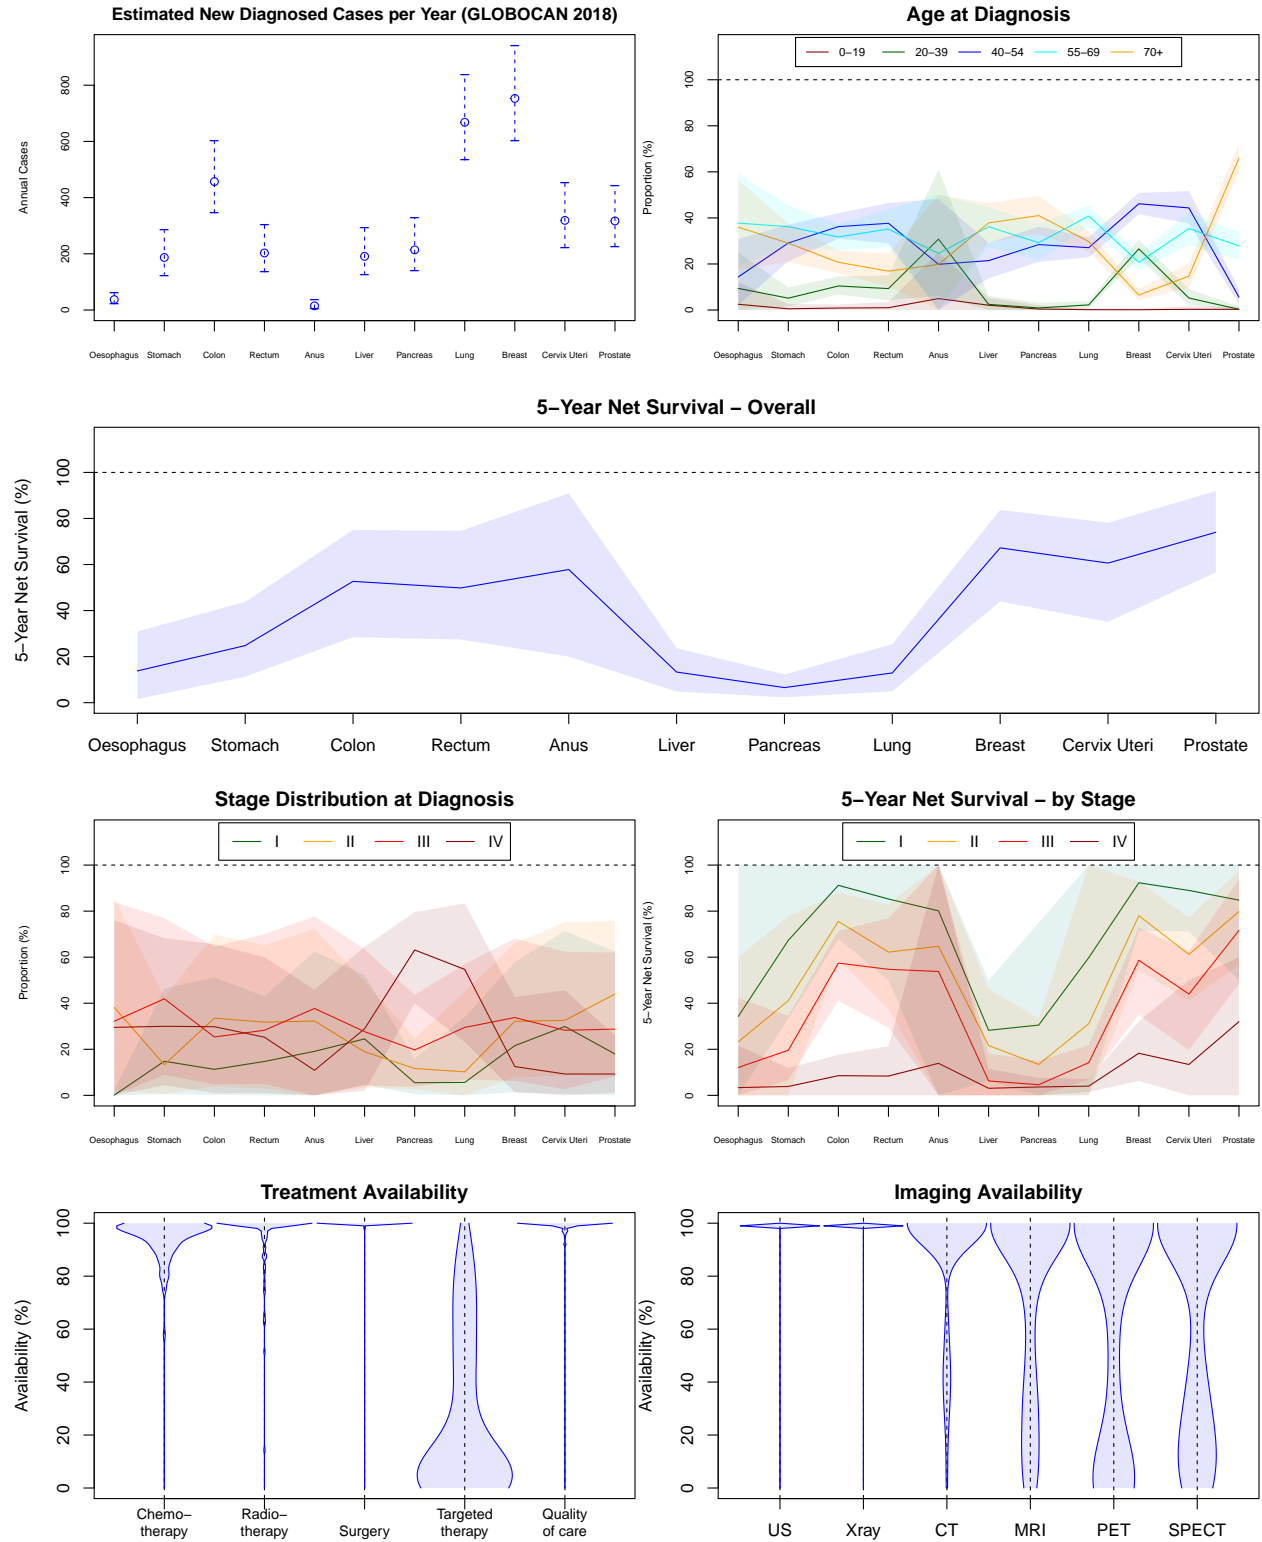 Estimated New Diagnosed Cases per Year (GLOBOCAN 2018)
Annual Cases
0 200 400 600 800
Oesophagus Stomach Colon Rectum Anus Liver Pancreas Lung Breast Cervix Uteri Prostate
Age at Diagnosis
0−19 20−39 40−54 55−69 70+
Proportion (%)
0 20 40 60 80 100
Oesophagus Stomach Colon Rectum Anus Liver Pancreas Lung Breast Cervix Uteri Prostate
5−Year Net Survival − Overall
5−Year Net Survival (%)
0 20 40 60 80 100
Oesophagus Stomach Colon Rectum Anus Liver Pancreas Lung Breast Cervix Uteri Prostate
Stage Distribution at Diagnosis
I II III IV
Proportion (%)
0 20 40 60 80 100
Oesophagus Stomach Colon Rectum Anus Liver Pancreas Lung Breast Cervix Uteri Prostate
5−Year Net Survival − by Stage
I II III IV
5−Year Net Survival (%)
0 20 40 60 80 100
Oesophagus Stomach Colon Rectum Anus Liver Pancreas Lung Breast Cervix Uteri Prostate
Treatment Availability
Availability (%)
0 20 40 60 80 100
Chemo− Radio− Targeted Quality
therapy therapy Surgery therapy of care
Imaging Availability
Availability (%)
0 20 40 60 80 100
US Xray CT MRI PET SPECT